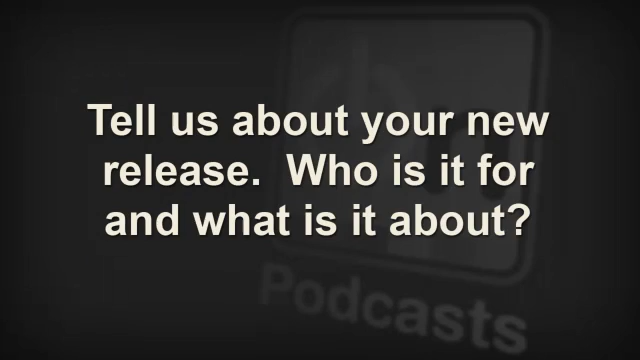 Tell us about your new
release.  Who is it for
and what is it about?
Podcasts